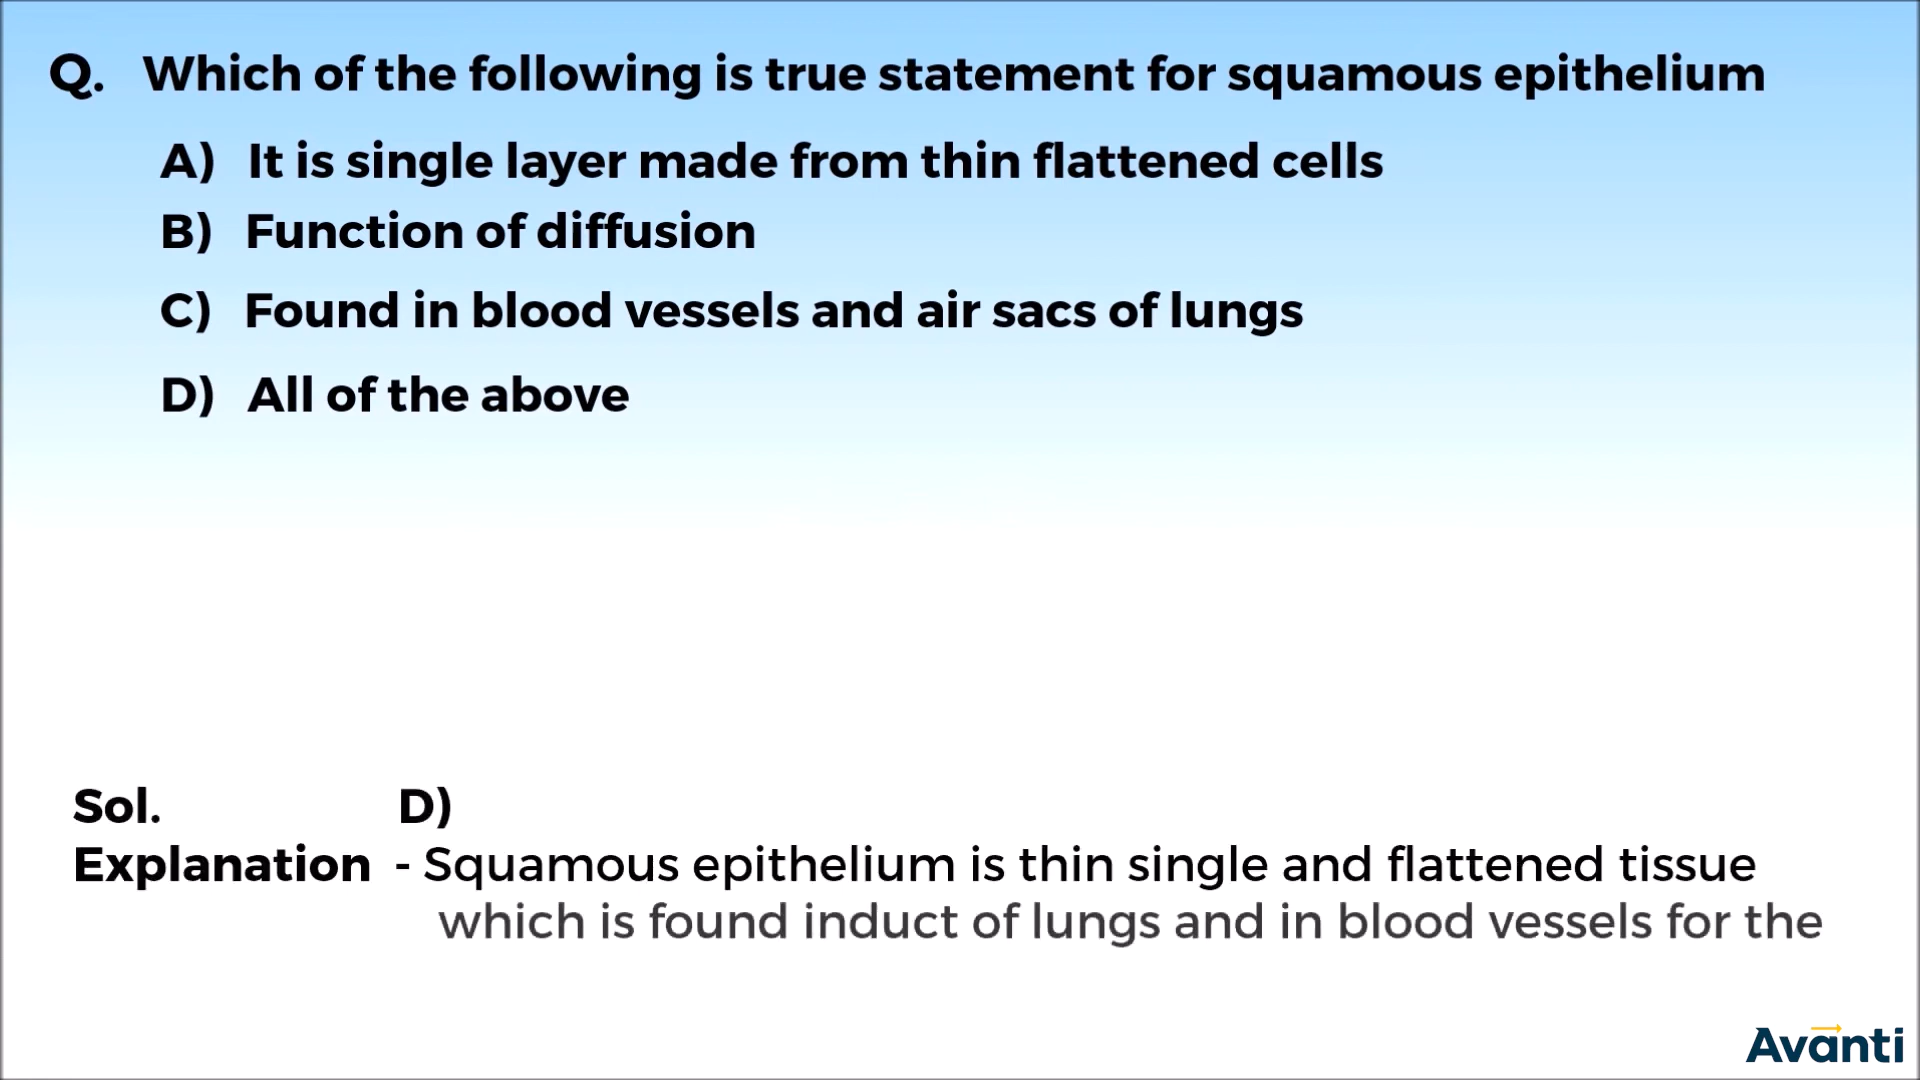 Q. Which of the following is true statement for squamous epithelium
A) It is single layer made from thin flattened cells
B) Function of diffusion
C) Found in blood vessels and air sacs of lungs
D) All of the above
Sol. D)
Explanation - Squamous epithelium is thin single and flattened tissue
which is found induct of lungs and in blood vessels for the
Avanti